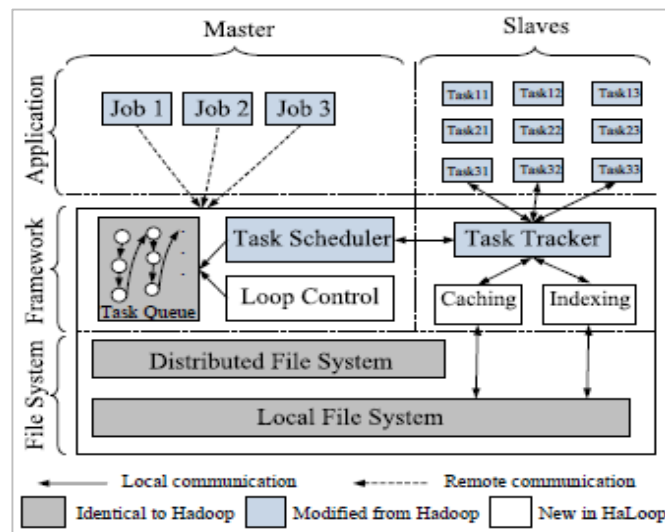 Master
Slaves
Application
Job 1
Job 2
Job 3
Task11
Task12
Task13
Task21
Task22
Task23
Task31
Task32
Task33
Framework
Task Queue
Task Scheduler
Loop Control
Task Tracker
Caching
Indexing
File System
Distributed File System
Local File System
Local communication
Remote communication
Identical to Hadoop
Modified from Hadoop
New in HaLoop